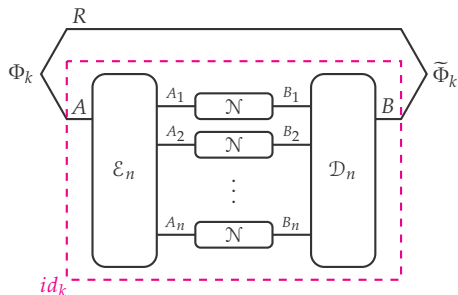 R
Φ_k
Φ̃_k
A
B
ℰ_n
𝒟_n
A_1
𝒩
B_1
A_2
𝒩
B_2
⋮
A_n
𝒩
B_n
id_k